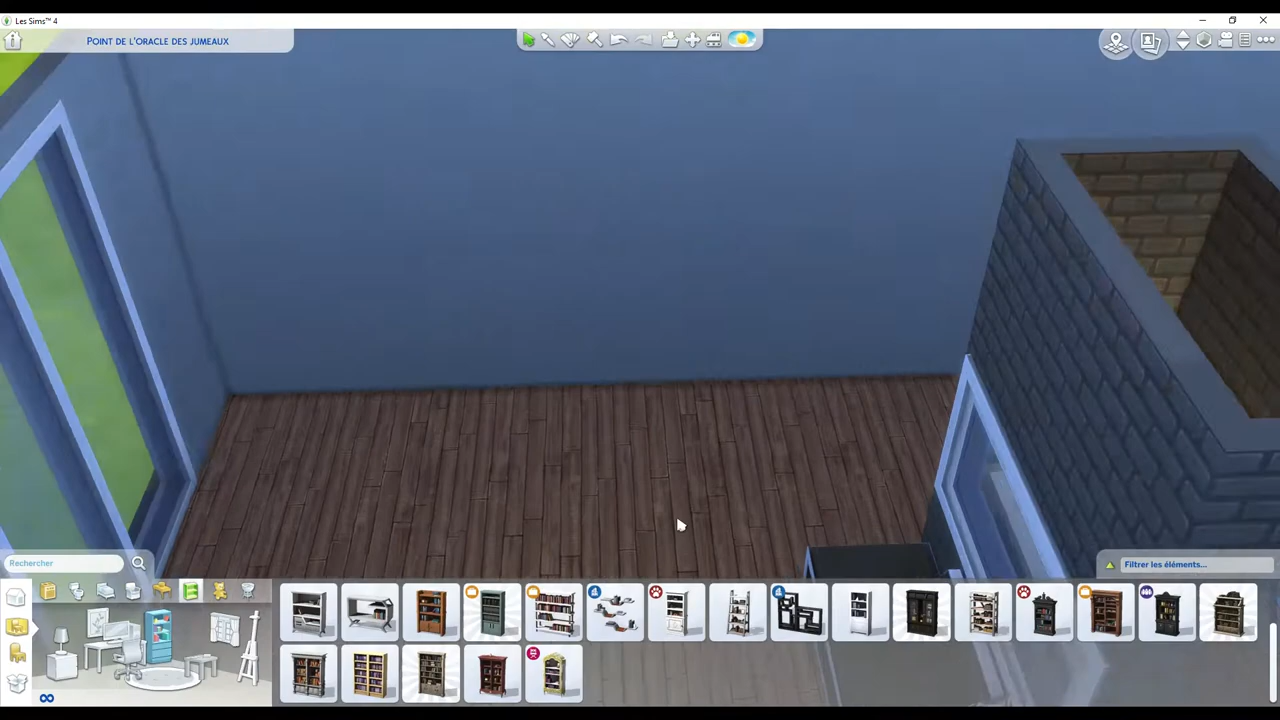 Les Sims™ 4
POINT DE L'ORACLE DES JUMEAUX
Rechercher
Filtrer les éléments...